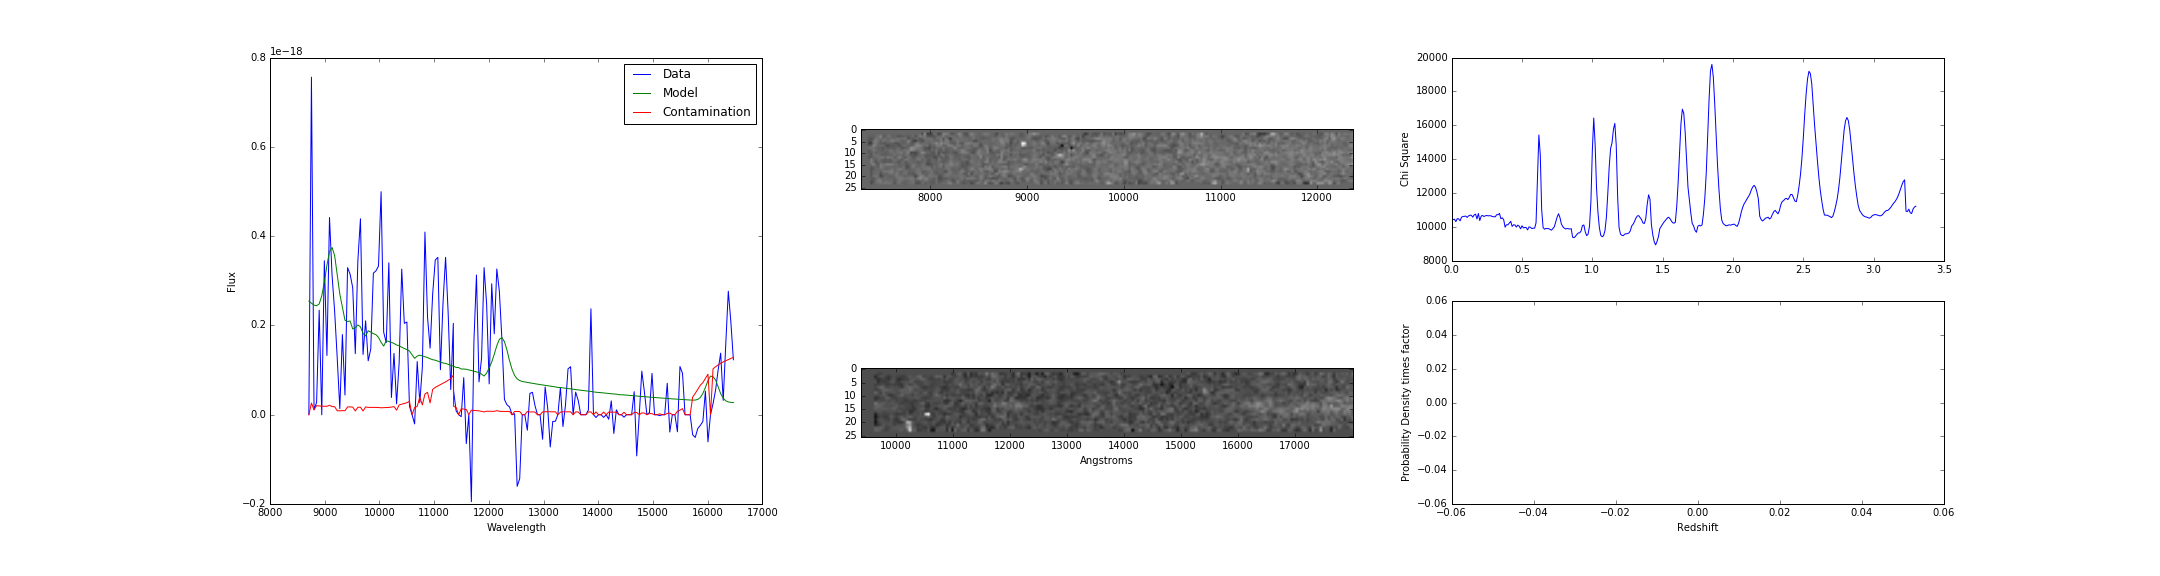 1e−18
0.8
0.6
0.4
0.2
0.0
−0.2
Flux
8000 9000 10000 11000 12000 13000 14000 15000 16000 17000
Wavelength
Data
Model
Contamination
0
5
10
15
20
25
8000 9000 10000 11000 12000
0
5
10
15
20
25
10000 11000 12000 13000 14000 15000 16000 17000
Angstroms
20000
18000
16000
14000
12000
10000
8000
Chi Square
0.0 0.5 1.0 1.5 2.0 2.5 3.0 3.5
0.06
0.04
0.02
0.00
−0.02
−0.04
−0.06
Probability Density times factor
−0.06 −0.04 −0.02 0.00 0.02 0.04 0.06
Redshift